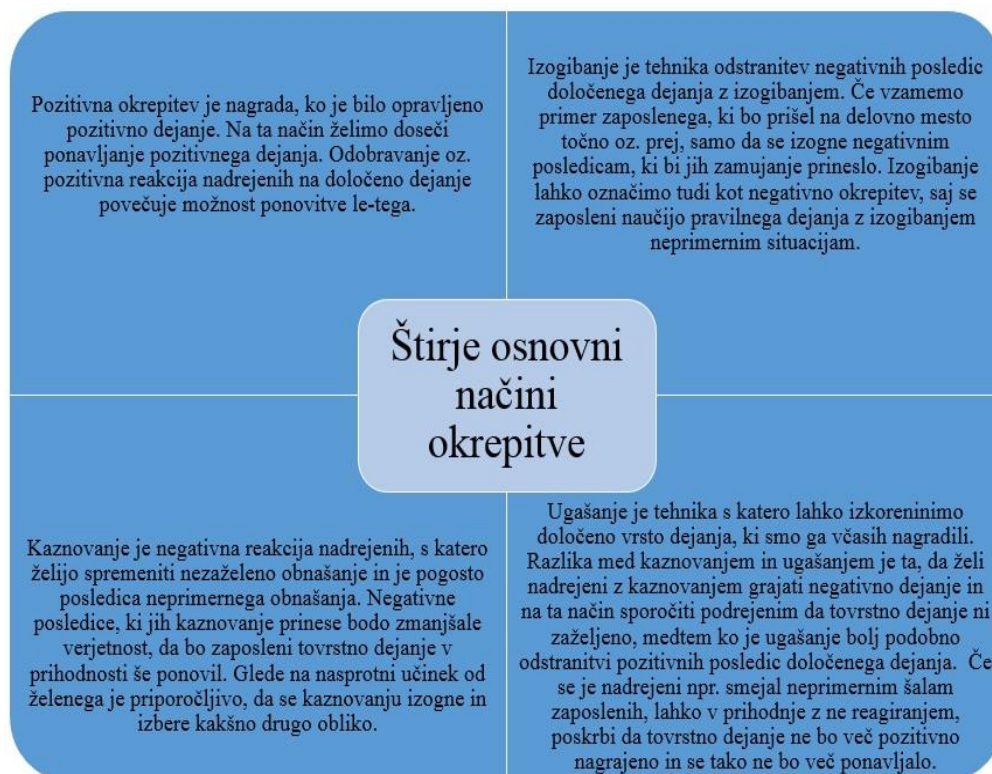 Pozitivna okrepitev je nagrada, ko je bilo opravljeno
pozitivno dejanje. Na ta način želimo doseči
ponavljanje pozitivnega dejanja. Odobravanje oz.
pozitivna reakcija nadrejenih na določeno dejanje
povečuje možnost ponovitve le-tega.
Izogibanje je tehnika odstranitev negativnih posledic
določenega dejanja z izogibanjem. Če vzamemo
primer zaposlenega, ki bo prišel na delovno mesto
točno oz. prej, samo da se izogne negativnim
posledicam, ki bi jih zamujanje prineslo. Izogibanje
lahko označimo tudi kot negativno okrepitev, saj se
zaposleni naučijo pravilnega dejanja z izogibanjem
neprimernim situacijam.
Štirje osnovni
načini
okrepitve
Kaznovanje je negativna reakcija nadrejenih, s katero
želijo spremeniti nezaželeno obnašanje in je pogosto
posledica neprimernega obnašanja. Negativne
posledice, ki jih kaznovanje prinese bodo zmanjšale
verjetnost, da bo zaposleni tovrstno dejanje v
prihodnosti še ponovil. Glede na nasprotni učinek od
želenega je priporočljivo, da se kaznovanju izogne in
izbere kakšno drugo obliko.
Ugašanje je tehnika s katero lahko izkoreninimo
določeno vrsto dejanja, ki smo ga včasih nagradili.
Razlika med kaznovanjem in ugašanjem je ta, da želi
nadrejeni z kaznovanjem grajati negativno dejanje in
na ta način sporočiti podrejenim da tovrstno dejanje ni
zaželjeno, medtem ko je ugašanje bolj podobno
odstranitvi pozitivnih posledic določenega dejanja. Če
se je nadrejeni npr. smejal neprimernim šalam
zaposlenih, lahko v prihodnje z ne reagiranjem,
poskrbi da tovrstno dejanje ne bo več pozitivno
nagrajeno in se tako ne bo več ponavljalo.